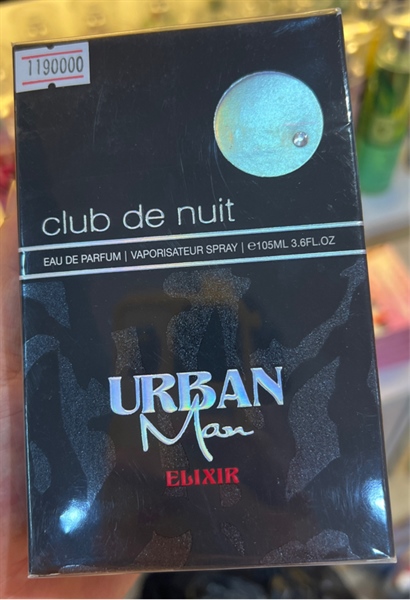 1190000
club de nuit
EAU DE PARFUM | VAPORISATEUR SPRAY | ℮105ML 3.6FL.OZ
URBAN
Man
ELIXIR